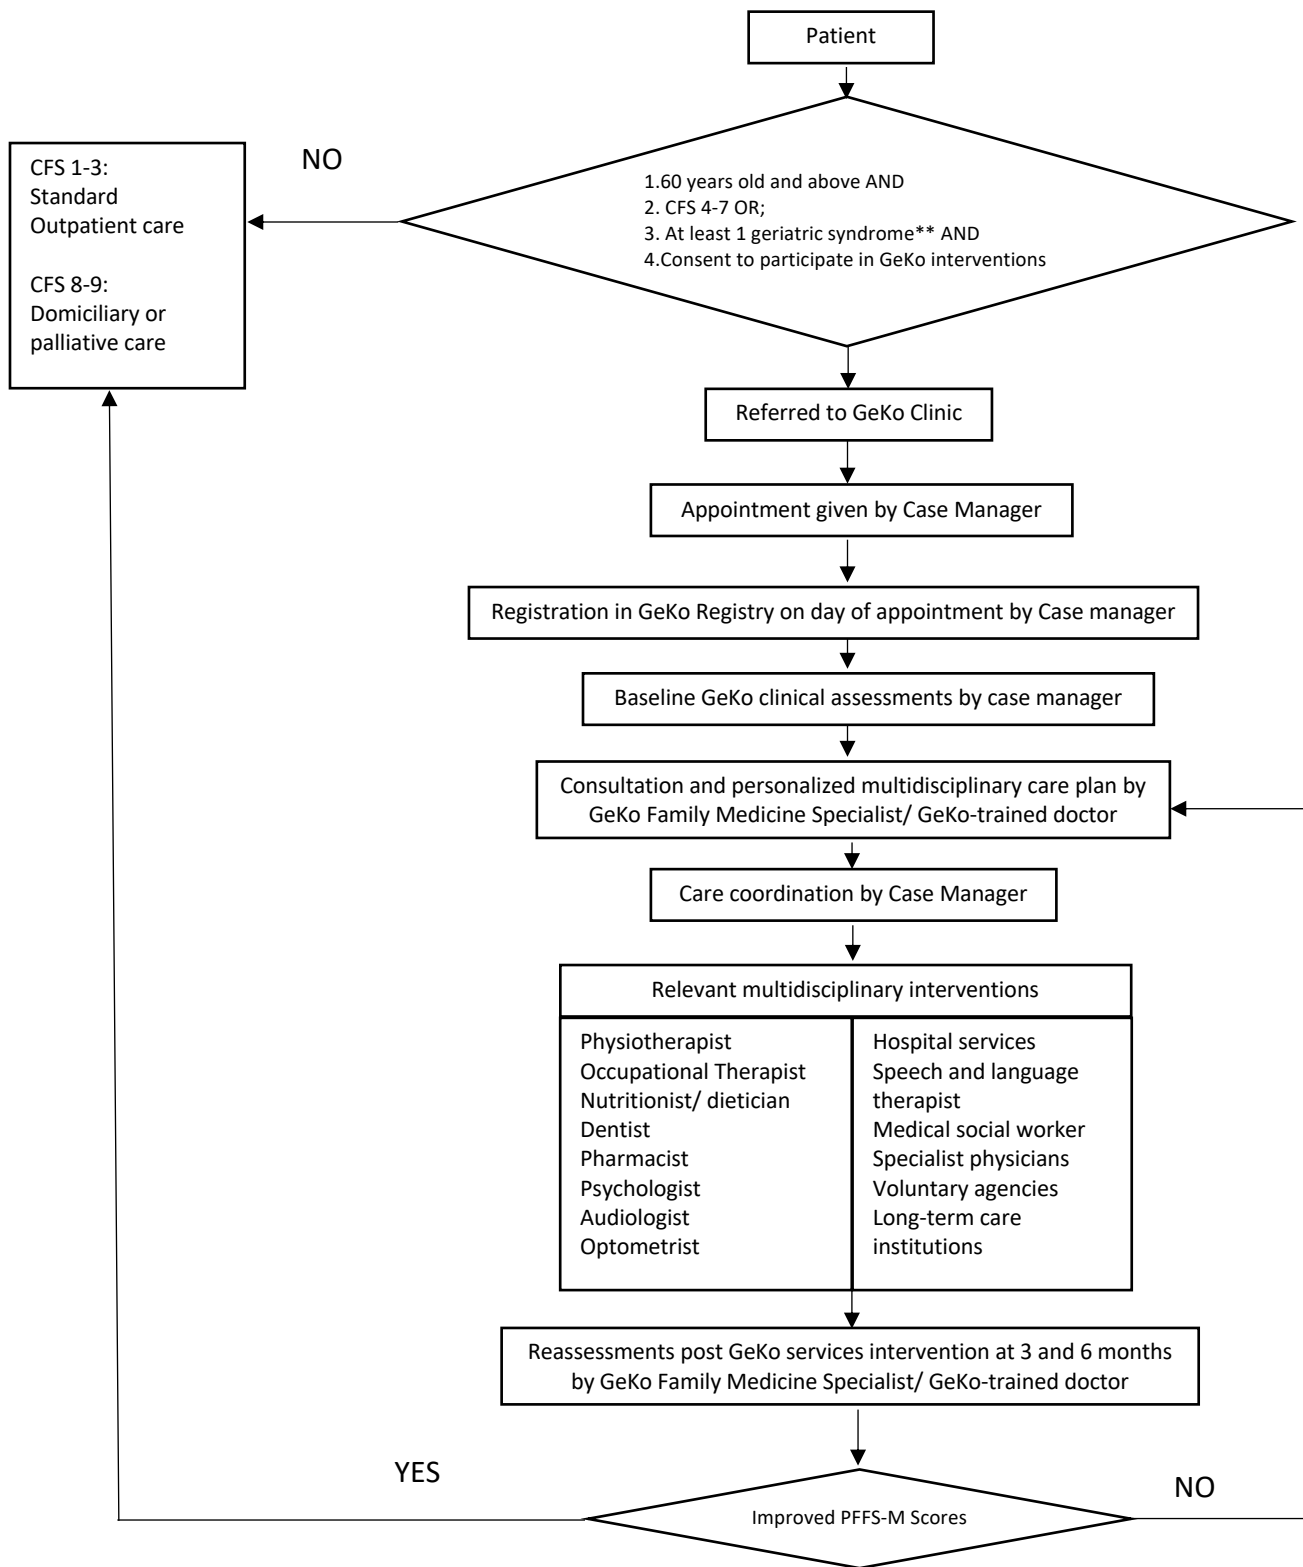 Patient
NO
CFS 1-3:
Standard
Outpatient care
CFS 8-9:
Domiciliary or
palliative care
1.60 years old and above AND
2. CFS 4-7 OR;
3. At least 1 geriatric syndrome** AND
4.Consent to participate in GeKo interventions
Referred to GeKo Clinic
Appointment given by Case Manager
Registration in GeKo Registry on day of appointment by Case manager
Baseline GeKo clinical assessments by case manager
Consultation and personalized multidisciplinary care plan by
GeKo Family Medicine Specialist/ GeKo-trained doctor
Care coordination by Case Manager
Relevant multidisciplinary interventions
Physiotherapist
Occupational Therapist
Nutritionist/ dietician
Dentist
Pharmacist
Psychologist
Audiologist
Optometrist
Hospital services
Speech and language
therapist
Medical social worker
Specialist physicians
Voluntary agencies
Long-term care
institutions
Reassessments post GeKo services intervention at 3 and 6 months
by GeKo Family Medicine Specialist/ GeKo-trained doctor
YES
Improved PFFS-M Scores
NO